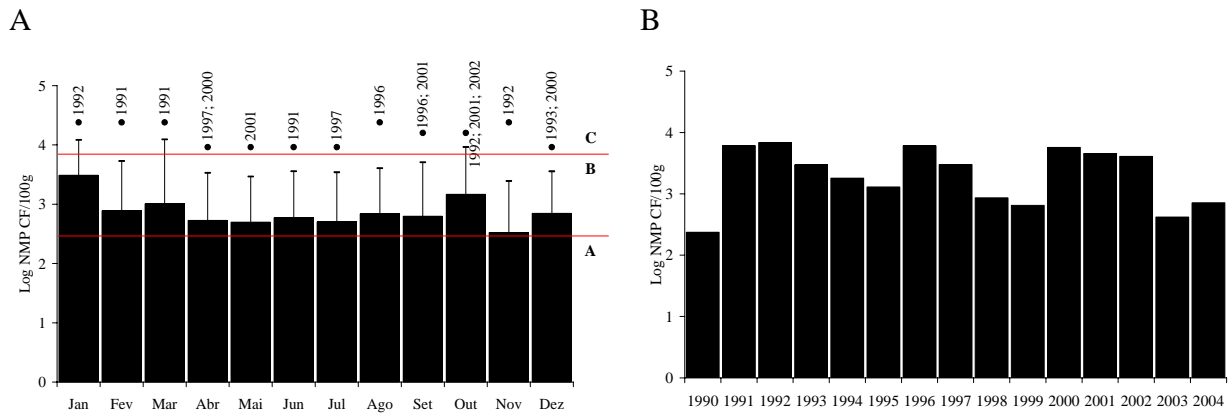 A
B
Log NMP CF/100g
5
4
3
2
1
0
1992
1991
1991
1997; 2000
2001
1991
1997
1996
1996; 2001
1992; 2001; 2002
1992
1993; 2000
C
B
A
Jan Fev Mar Abr Mai Jun Jul Ago Set Out Nov Dez
Log NMP CF/100g
5
4
3
2
1
0
1990 1991 1992 1993 1994 1995 1996 1997 1998 1999 2000 2001 2002 2003 2004